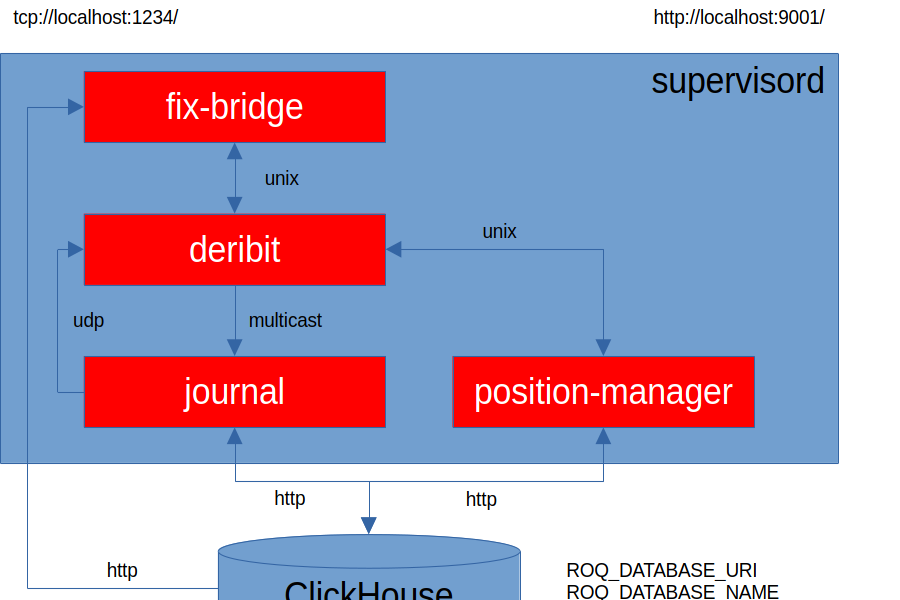 tcp://localhost:1234/
http://localhost:9001/
supervisord
fix-bridge
unix
deribit
unix
udp
multicast
journal
position-manager
http
http
http
ClickHouse
ROQ_DATABASE_URI
ROQ_DATABASE_NAME